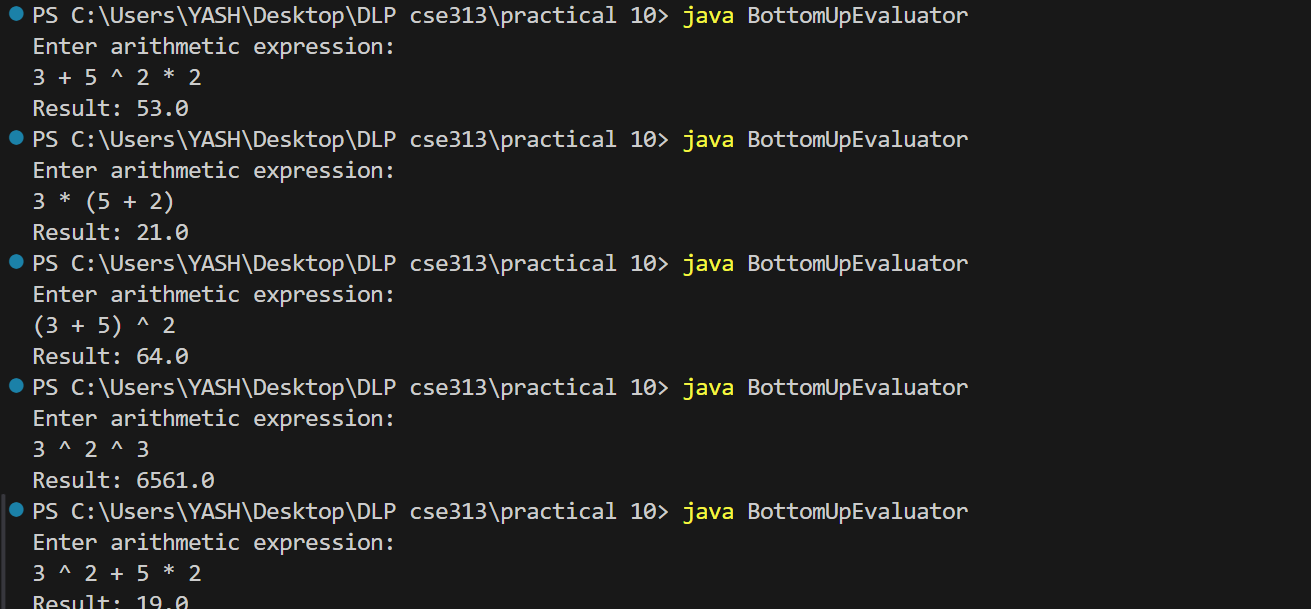 PS C:\Users\YASH\Desktop\DLP cse313\practical 10> java BottomUpEvaluator
Enter arithmetic expression:
3 + 5 ^ 2 * 2
Result: 53.0
PS C:\Users\YASH\Desktop\DLP cse313\practical 10> java BottomUpEvaluator
Enter arithmetic expression:
3 * (5 + 2)
Result: 21.0
PS C:\Users\YASH\Desktop\DLP cse313\practical 10> java BottomUpEvaluator
Enter arithmetic expression:
(3 + 5) ^ 2
Result: 64.0
PS C:\Users\YASH\Desktop\DLP cse313\practical 10> java BottomUpEvaluator
Enter arithmetic expression:
3 ^ 2 ^ 3
Result: 6561.0
PS C:\Users\YASH\Desktop\DLP cse313\practical 10> java BottomUpEvaluator
Enter arithmetic expression:
3 ^ 2 + 5 * 2
Result: 19.0